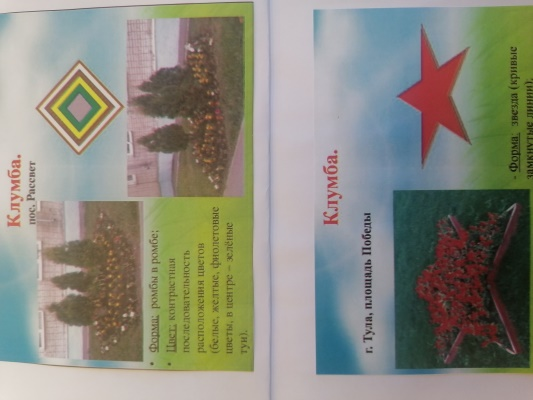 Клумба.
пос. Рассвет
Форма: ромбы в ромбе;
Цвет: контрастная
последовательность
расположения цветов
(белые, желтые, фиолетовые
цветы, в центре – зелёные
туи).
Клумба.
г. Тула, площадь Победы
- Форма: звезда (кривые
замкнутые линии);